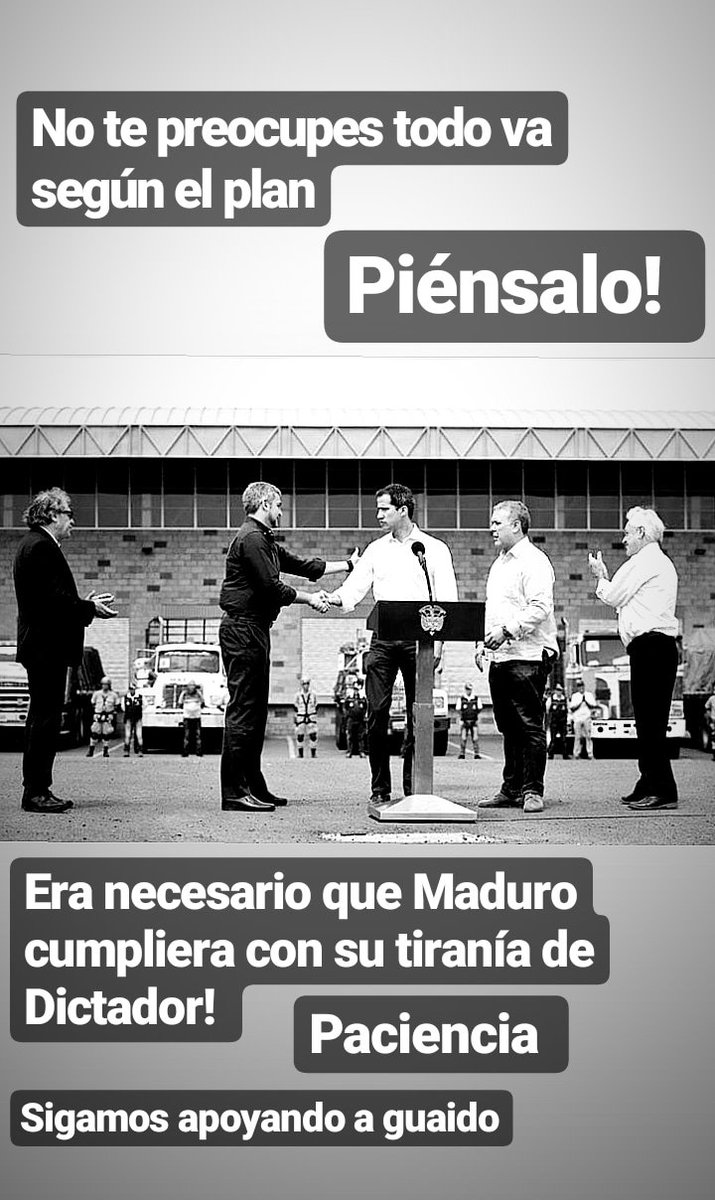 No te preocupes todo va
según el plan
Piénsalo!
Era necesario que Maduro
cumpliera con su tiranía de
Dictador!
Paciencia
Sigamos apoyando a guaido